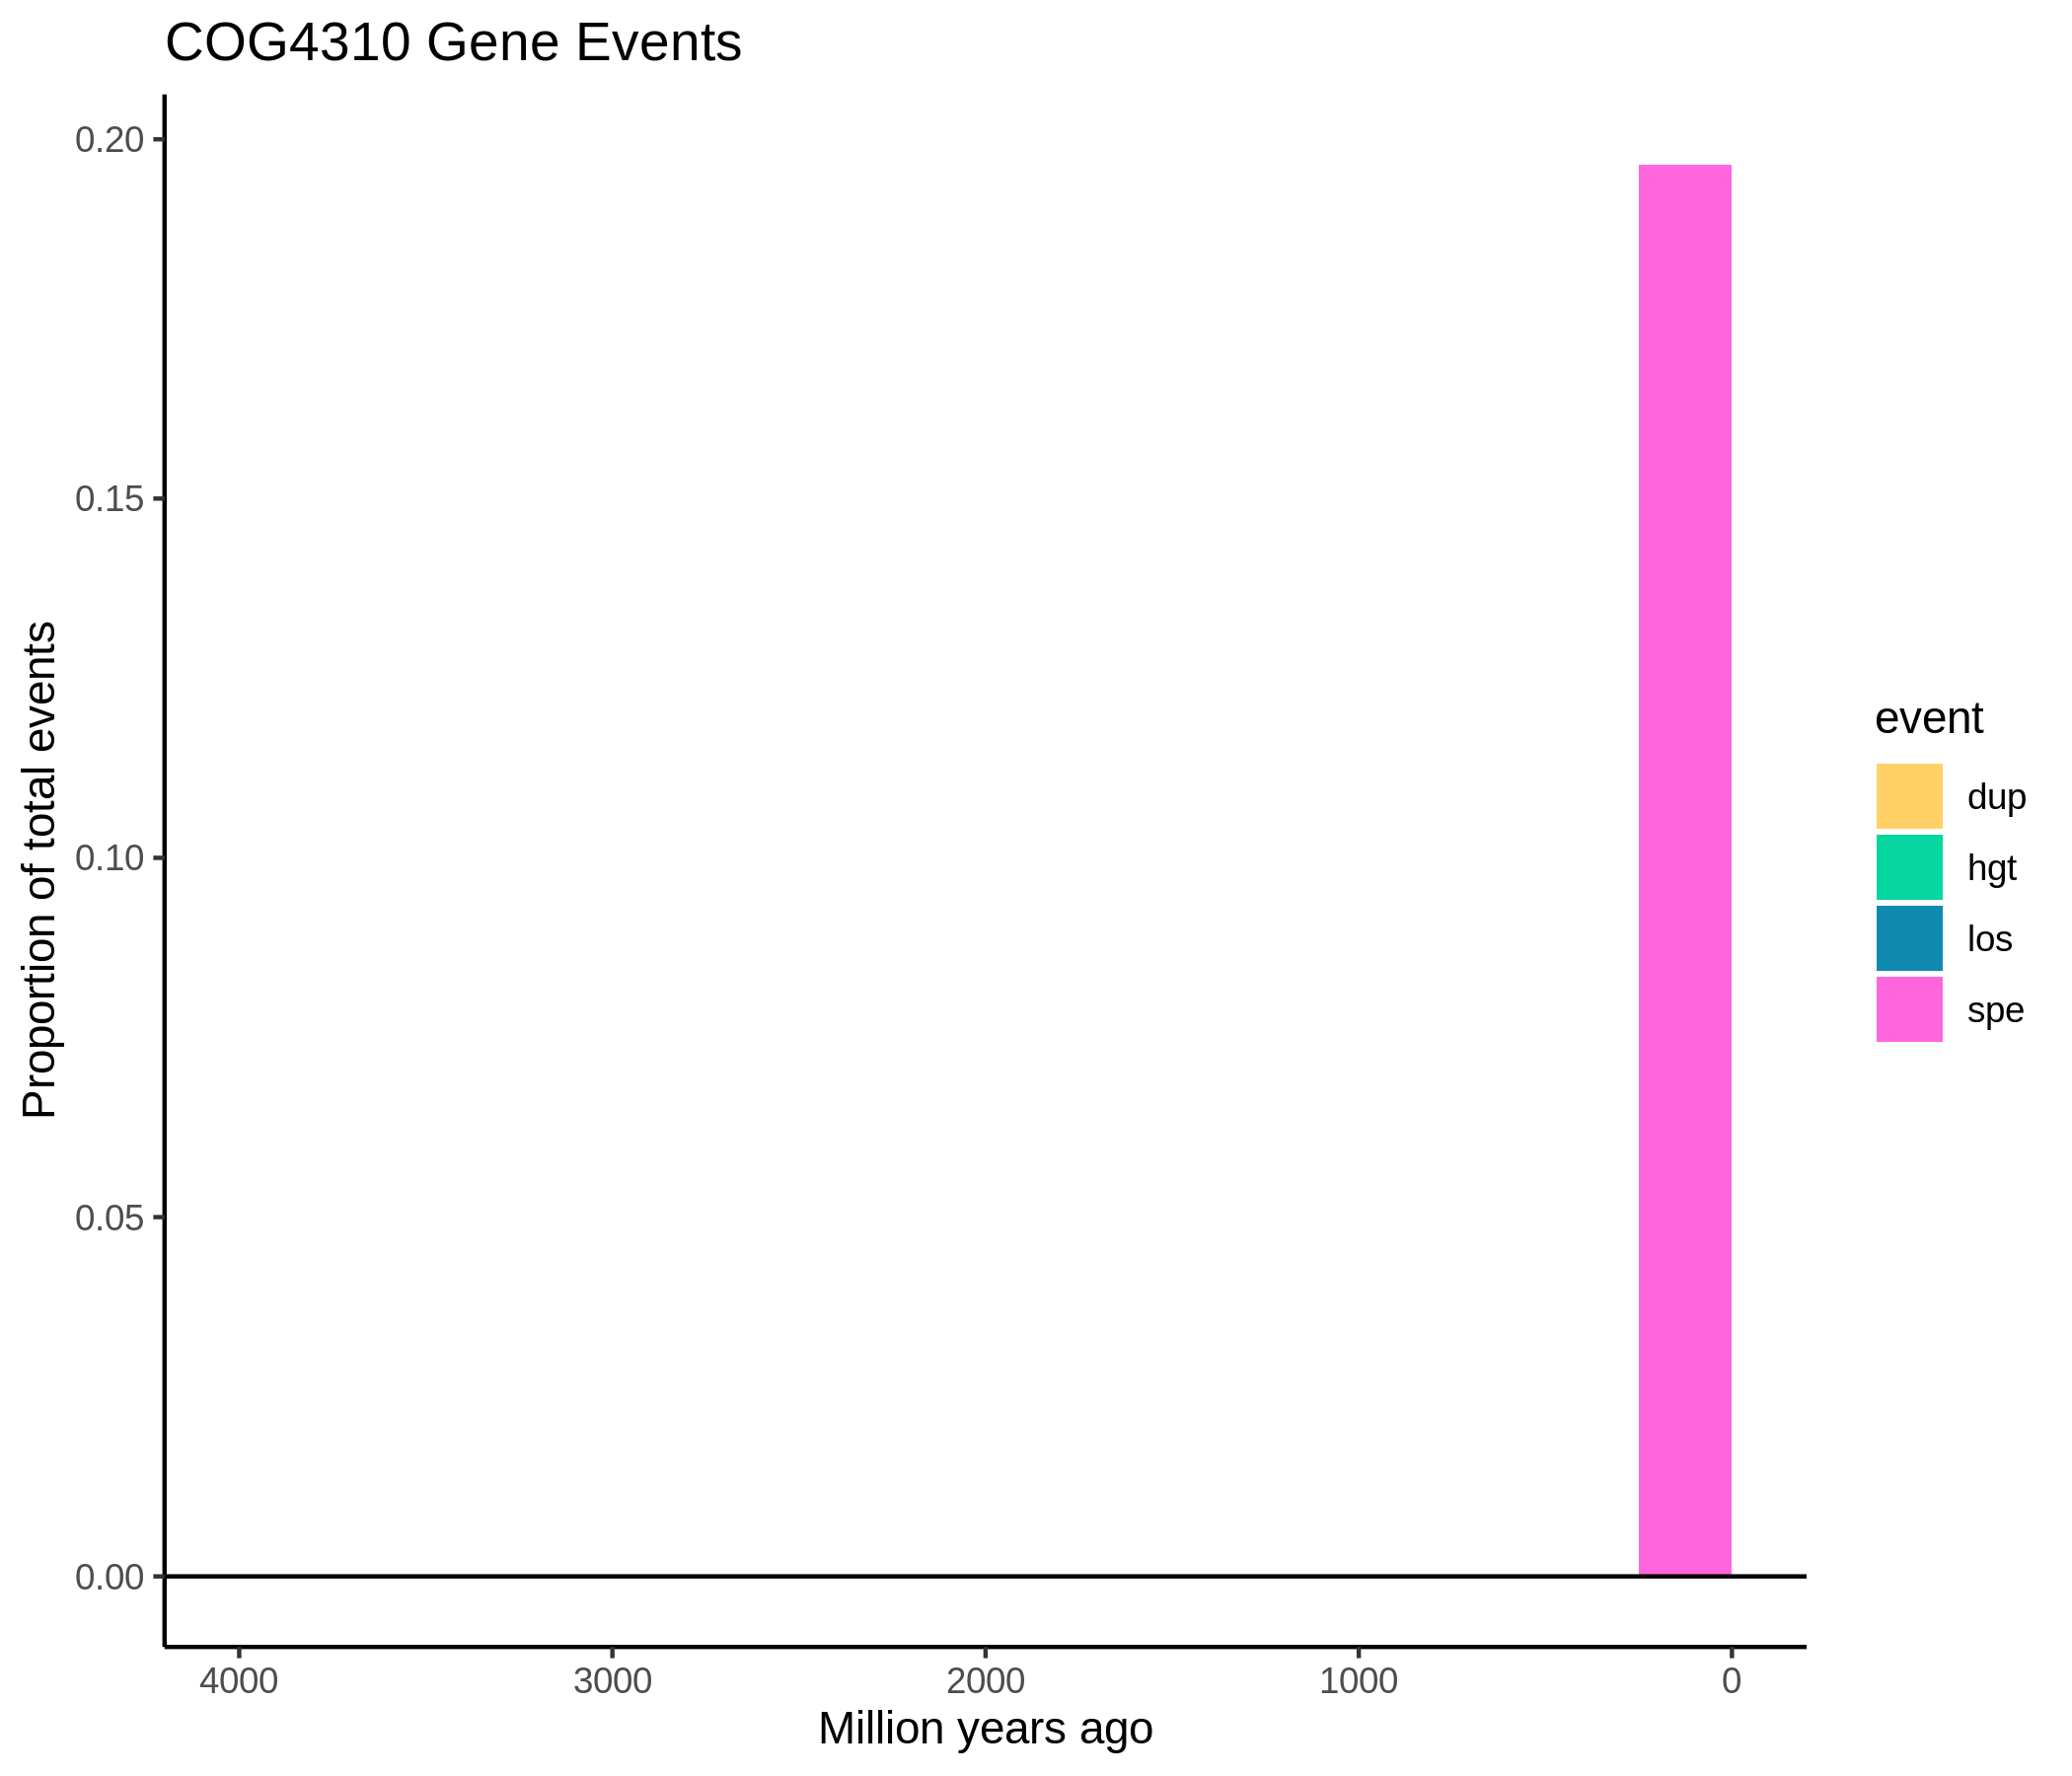 COG4310 Gene Events
Proportion of total events
0.20
0.15
0.10
0.05
0.00
4000 3000 2000 1000 0
Million years ago
event
dup
hgt
los
spe